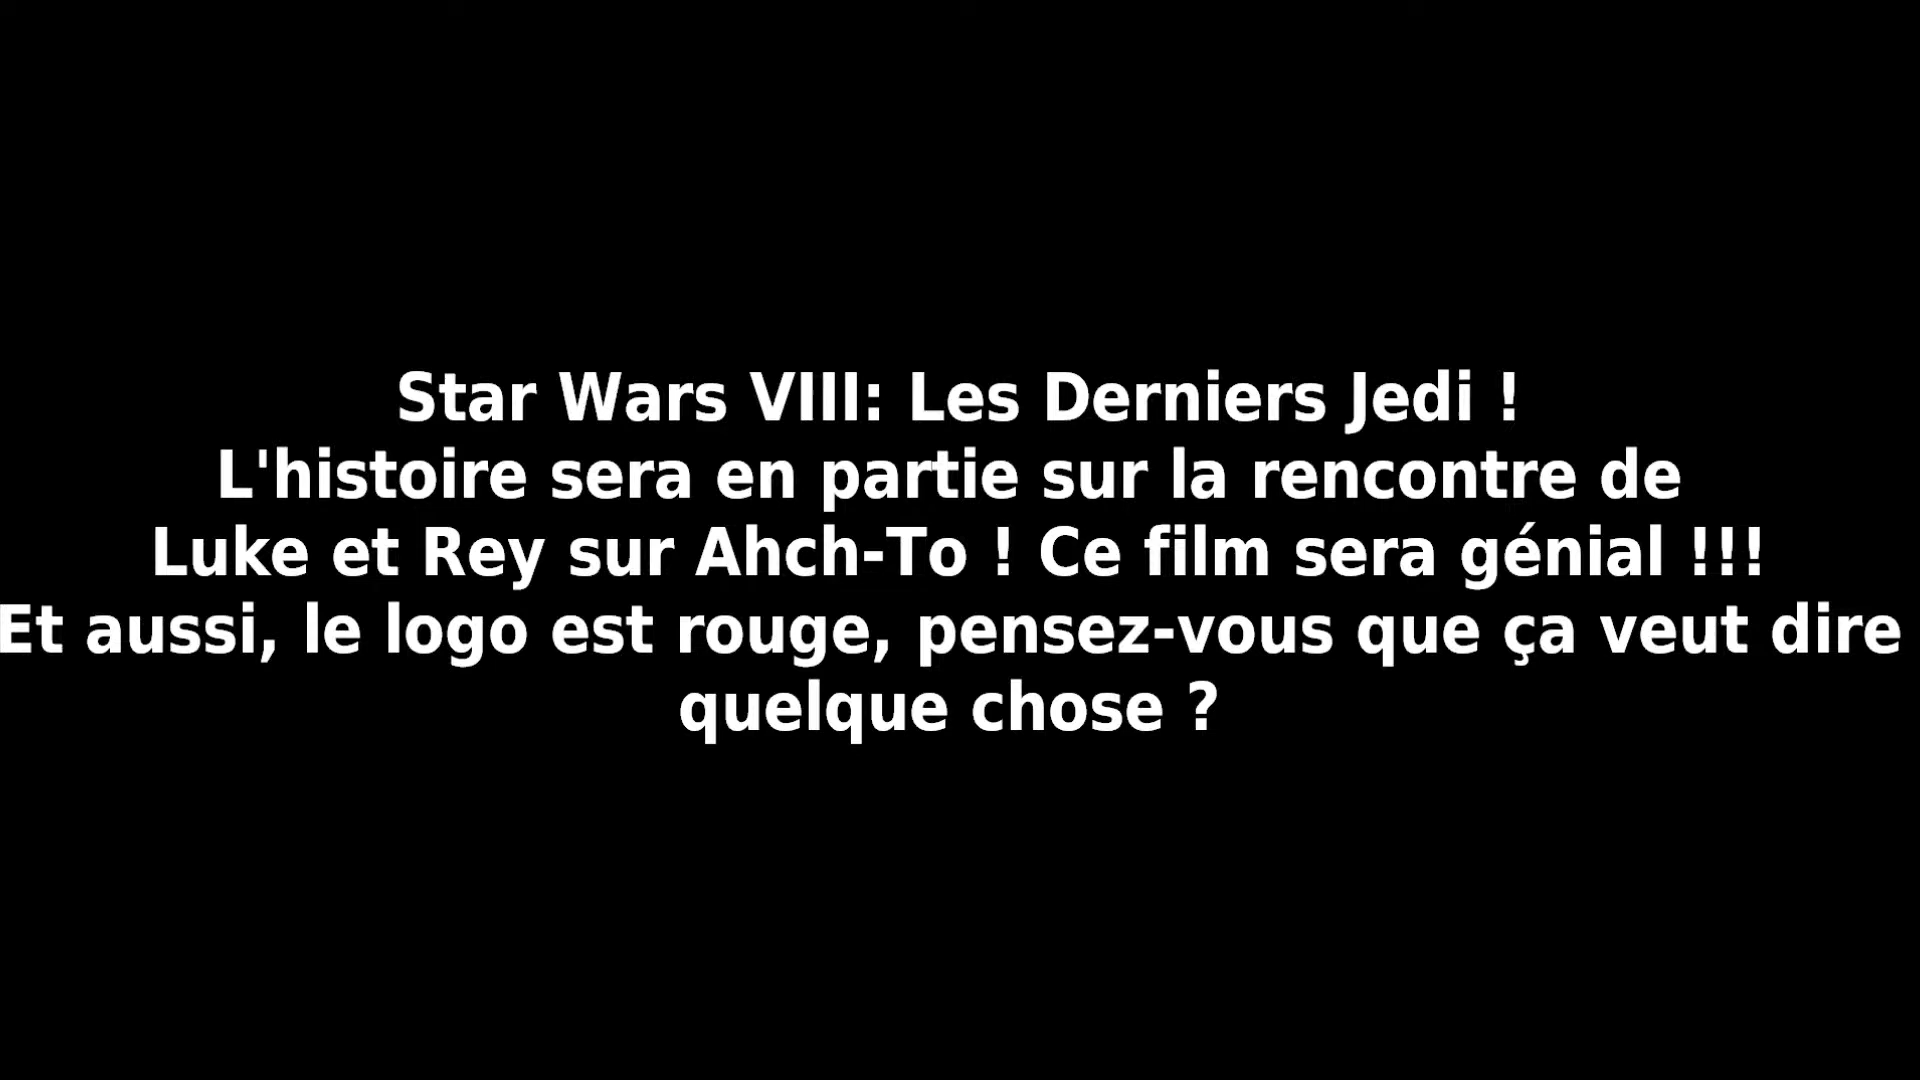 Star Wars VIII: Les Derniers Jedi !
L'histoire sera en partie sur la rencontre de
Luke et Rey sur Ahch-To ! Ce film sera génial !!!
Et aussi, le logo est rouge, pensez-vous que ça veut dire
quelque chose ?